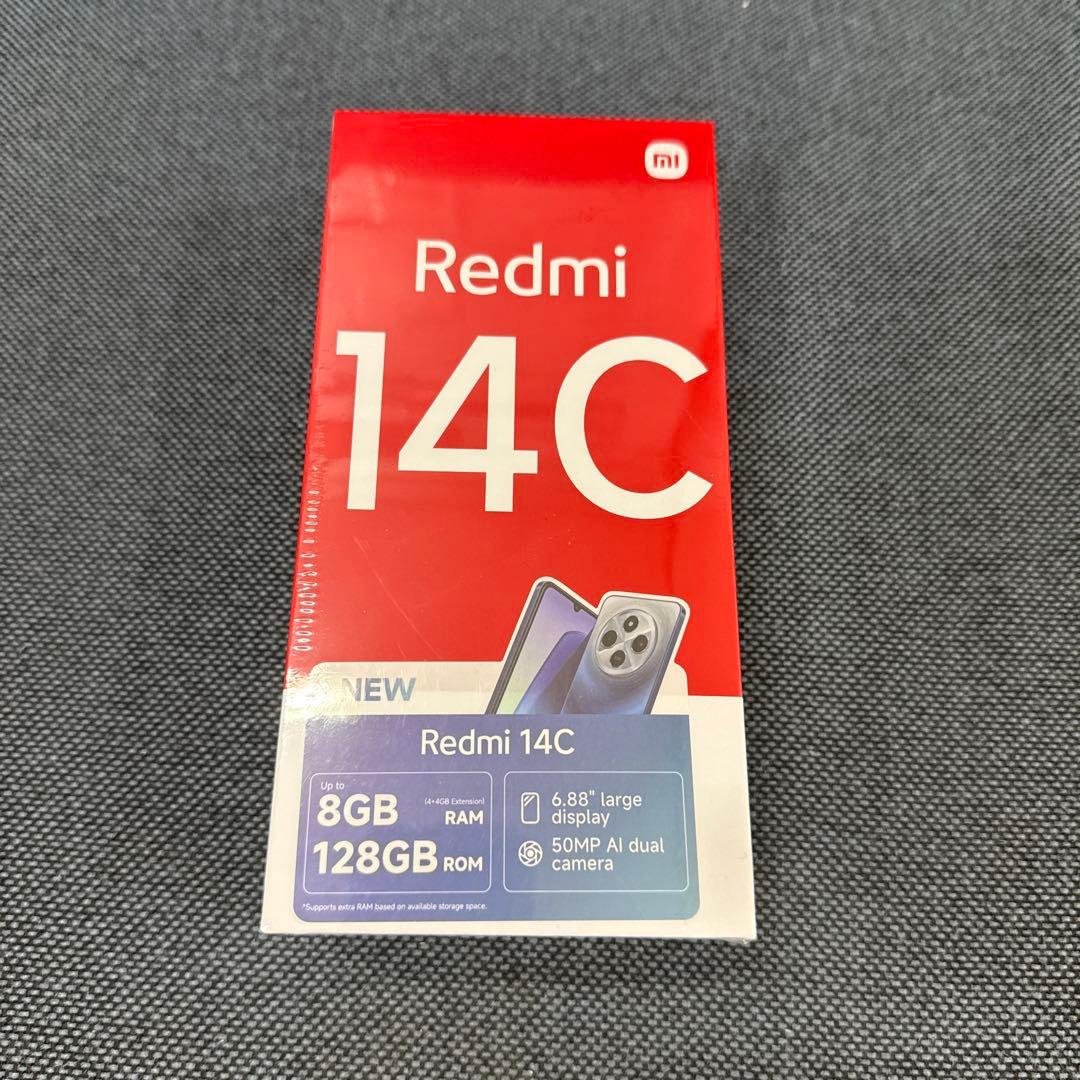 mi
Redmi
14C
NEW
Redmi 14C
Up to
8GB (4+4GB Extension) RAM
128GB ROM
6.88" large
display
50MP AI dual
camera
*Supports extra RAM based on available storage space.